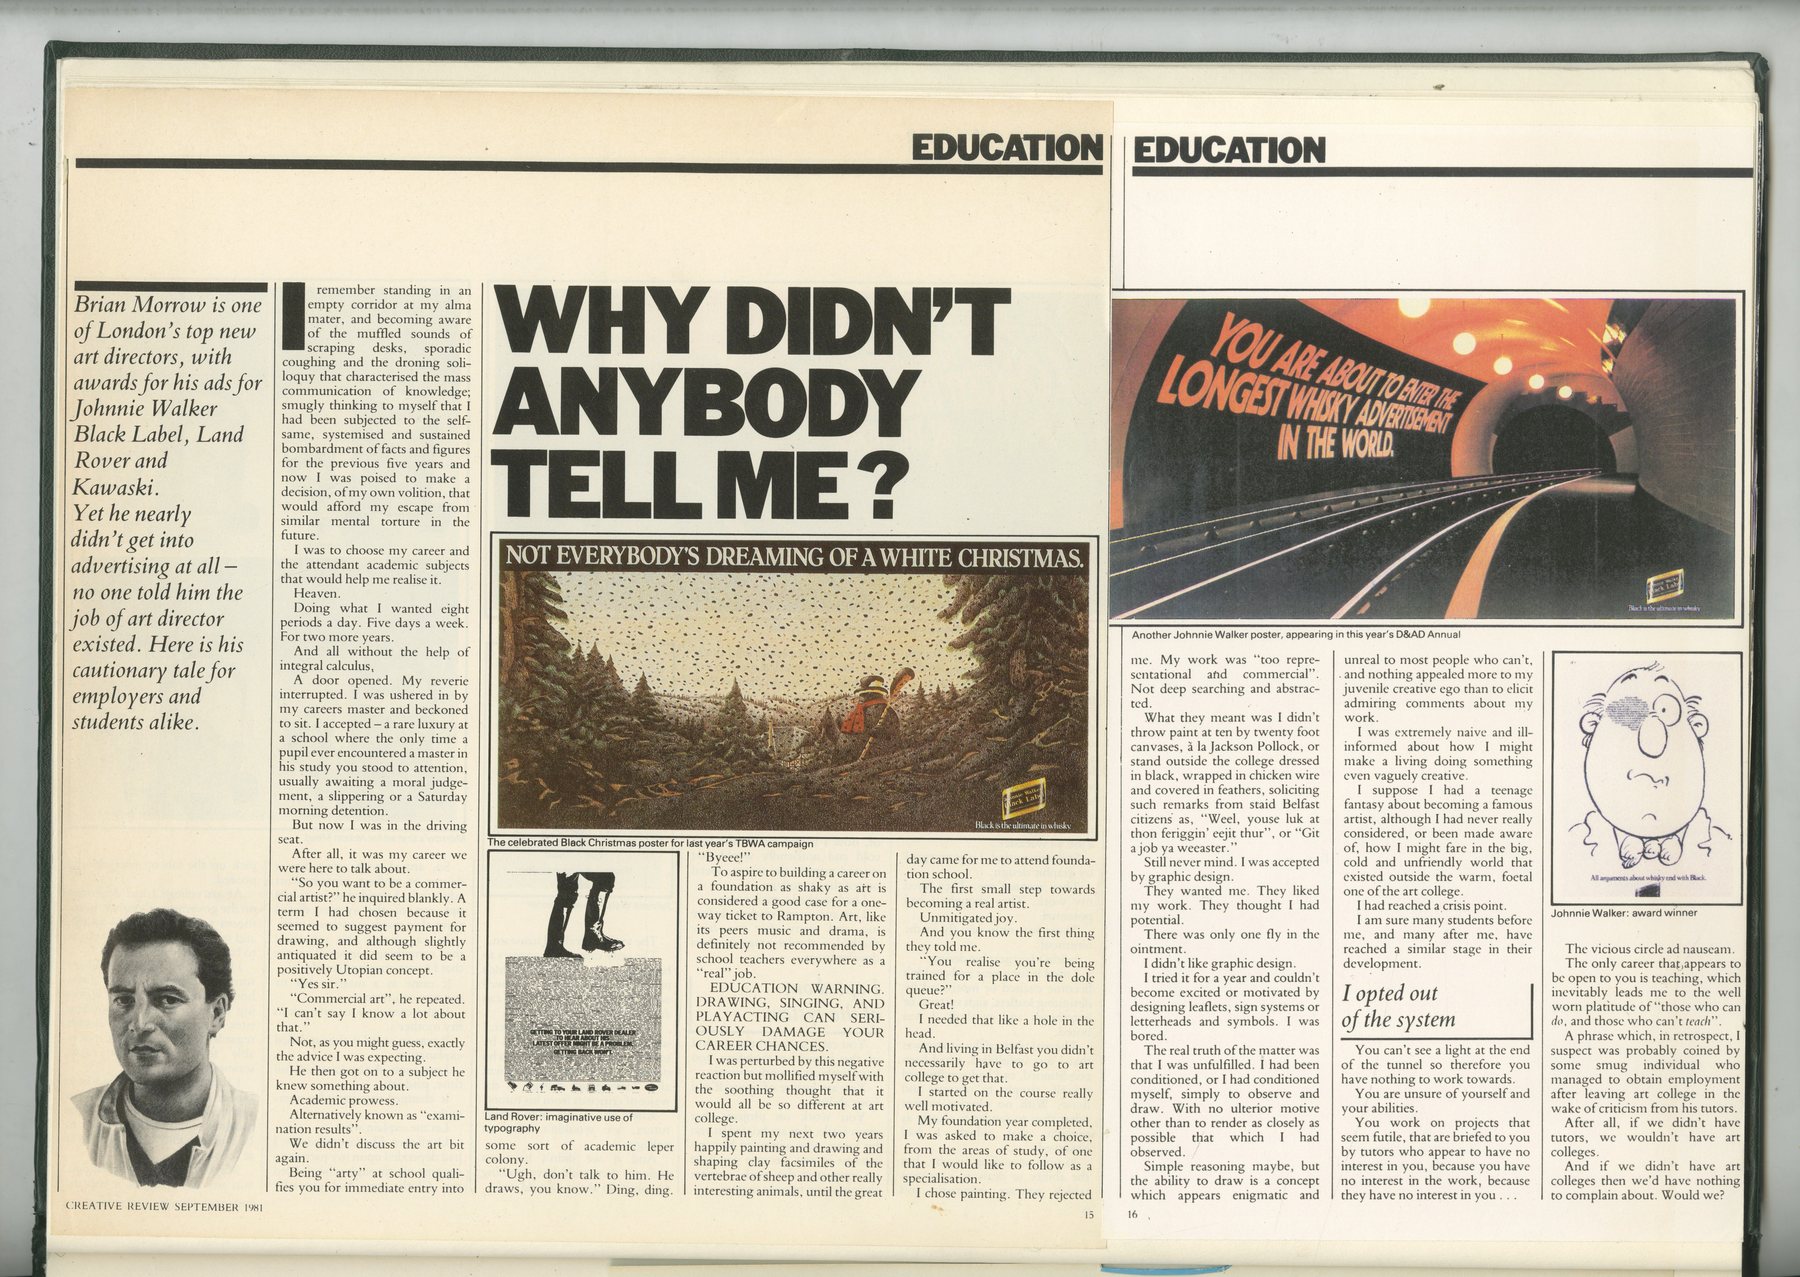 EDUCATION
Brian Morrow is one
of London's top new
art directors, with
awards for his ads for
Johnnie Walker
Black Label, Land
Rover and
Kawaski.
Yet he nearly
didn't get into
advertising at all –
no one told him the
job of art director
existed. Here is his
cautionary tale for
employers and
students alike.
WHY DIDN'T
ANYBODY
TELL ME?
I remember standing in an
empty corridor at my alma
mater, and becoming aware
of the muffled sounds of
scraping desks, sporadic
coughing and the droning soli-
loquy that characterised the mass
communication of knowledge;
smugly thinking to myself that I
had been subjected to the self-
same, systemised and sustained
bombardment of facts and figures
for the previous five years and
now I was poised to make a
decision, of my own volition, that
would afford my escape from
similar mental torture in the
future.
I was to choose my career and
the attendant academic subjects
that would help me realise it.
Heaven.
Doing what I wanted eight
periods a day. Five days a week.
For two more years.
And all without the help of
integral calculus,
A door opened. My reverie
interrupted. I was ushered in by
my careers master and beckoned
to sit. I accepted – a rare luxury at
a school where the only time a
pupil ever encountered a master in
his study you stood to attention,
usually awaiting a moral judge-
ment, a slippering or a Saturday
morning detention.
But now I was in the driving
seat.
After all, it was my career we
were here to talk about.
"So you want to be a commer-
cial artist?" he inquired blankly. A
term I had chosen because it
seemed to suggest payment for
drawing, and although slightly
antiquated it did seem to be a
positively Utopian concept.
"Yes sir."
"Commercial art", he repeated.
"I can't say I know a lot about
that."
Not, as you might guess, exactly
the advice I was expecting.
He then got on to a subject he
knew something about.
Academic prowess.
Alternatively known as "exami-
nation results".
We didn't discuss the art bit
again.
Being "arty" at school quali-
fies you for immediate entry into
NOT EVERYBODY'S DREAMING OF A WHITE CHRISTMAS.
Johnnie Walker
Black Label
Black is the ultimate in whisky
The celebrated Black Christmas poster for last year's TBWA campaign
GETTING TO YOUR LAND ROVER DEALER
TO HEAR ABOUT HIS
LATEST OFFER MIGHT BE A PROBLEM.
GETTING BACK WON'T.
Land Rover: imaginative use of
typography
some sort of academic leper
colony.
"Ugh, don't talk to him. He
draws, you know." Ding, ding.
"Byeee!"
To aspire to building a career on
a foundation as shaky as art is
considered a good case for a one-
way ticket to Rampton. Art, like
its peers music and drama, is
definitely not recommended by
school teachers everywhere as a
"real" job.
EDUCATION WARNING.
DRAWING, SINGING, AND
PLAYACTING CAN SERI-
OUSLY DAMAGE YOUR
CAREER CHANCES.
I was perturbed by this negative
reaction but mollified myself with
the soothing thought that it
would all be so different at art
college.
I spent my next two years
happily painting and drawing and
shaping clay facsimiles of the
vertebrae of sheep and other really
interesting animals, until the great
day came for me to attend founda-
tion school.
The first small step towards
becoming a real artist.
Unmitigated joy.
And you know the first thing
they told me.
"You realise you're being
trained for a place in the dole
queue?"
Great!
I needed that like a hole in the
head.
And living in Belfast you didn't
necessarily have to go to art
college to get that.
I started on the course really
well motivated.
My foundation year completed,
I was asked to make a choice,
from the areas of study, of one
that I would like to follow as a
specialisation.
I chose painting. They rejected
CREATIVE REVIEW SEPTEMBER 1981
15
EDUCATION
YOU ARE ABOUT TO ENTER THE
LONGEST WHISKY ADVERTISEMENT
IN THE WORLD.
Johnnie Walker
Black Label
Black is the ultimate in whisky
Another Johnnie Walker poster, appearing in this year's D&AD Annual
me. My work was "too repre-
sentational and commercial".
Not deep searching and abstrac-
ted.
What they meant was I didn't
throw paint at ten by twenty foot
canvases, à la Jackson Pollock, or
stand outside the college dressed
in black, wrapped in chicken wire
and covered in feathers, soliciting
such remarks from staid Belfast
citizens as, "Weel, youse luk at
thon feriggin' eejit thur", or "Git
a job ya weeaster."
Still never mind. I was accepted
by graphic design.
They wanted me. They liked
my work. They thought I had
potential.
There was only one fly in the
ointment.
I didn't like graphic design.
I tried it for a year and couldn't
become excited or motivated by
designing leaflets, sign systems or
letterheads and symbols. I was
bored.
The real truth of the matter was
that I was unfulfilled. I had been
conditioned, or I had conditioned
myself, simply to observe and
draw. With no ulterior motive
other than to render as closely as
possible that which I had
observed.
Simple reasoning maybe, but
the ability to draw is a concept
which appears enigmatic and
unreal to most people who can't,
and nothing appealed more to my
juvenile creative ego than to elicit
admiring comments about my
work.
I was extremely naive and ill-
informed about how I might
make a living doing something
even vaguely creative.
I suppose I had a teenage
fantasy about becoming a famous
artist, although I had never really
considered, or been made aware
of, how I might fare in the big,
cold and unfriendly world that
existed outside the warm, foetal
one of the art college.
I had reached a crisis point.
I am sure many students before
me, and many after me, have
reached a similar stage in their
development.
I opted out
of the system
You can't see a light at the end
of the tunnel so therefore you
have nothing to work towards.
You are unsure of yourself and
your abilities.
You work on projects that
seem futile, that are briefed to you
by tutors who appear to have no
interest in you, because you have
no interest in the work, because
they have no interest in you . . .
All arguments about whisky end with Black.
Johnnie Walker: award winner
The vicious circle ad nauseam.
The only career that appears to
be open to you is teaching, which
inevitably leads me to the well
worn platitude of "those who can
do, and those who can't teach".
A phrase which, in retrospect, I
suspect was probably coined by
some smug individual who
managed to obtain employment
after leaving art college in the
wake of criticism from his tutors.
After all, if we didn't have
tutors, we wouldn't have art
colleges.
And if we didn't have art
colleges then we'd have nothing
to complain about. Would we?
16